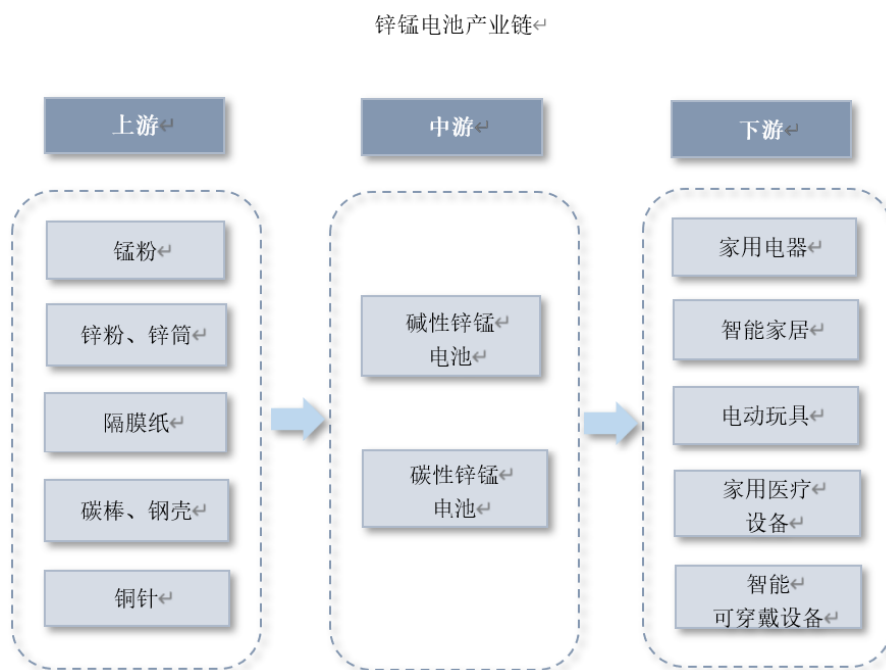 锌锰电池产业链
上游
中游
下游
锰粉
锌粉、锌筒
隔膜纸
碳棒、钢壳
铜针
碱性锌锰
电池
碳性锌锰
电池
家用电器
智能家居
电动玩具
家用医疗
设备
智能
可穿戴设备